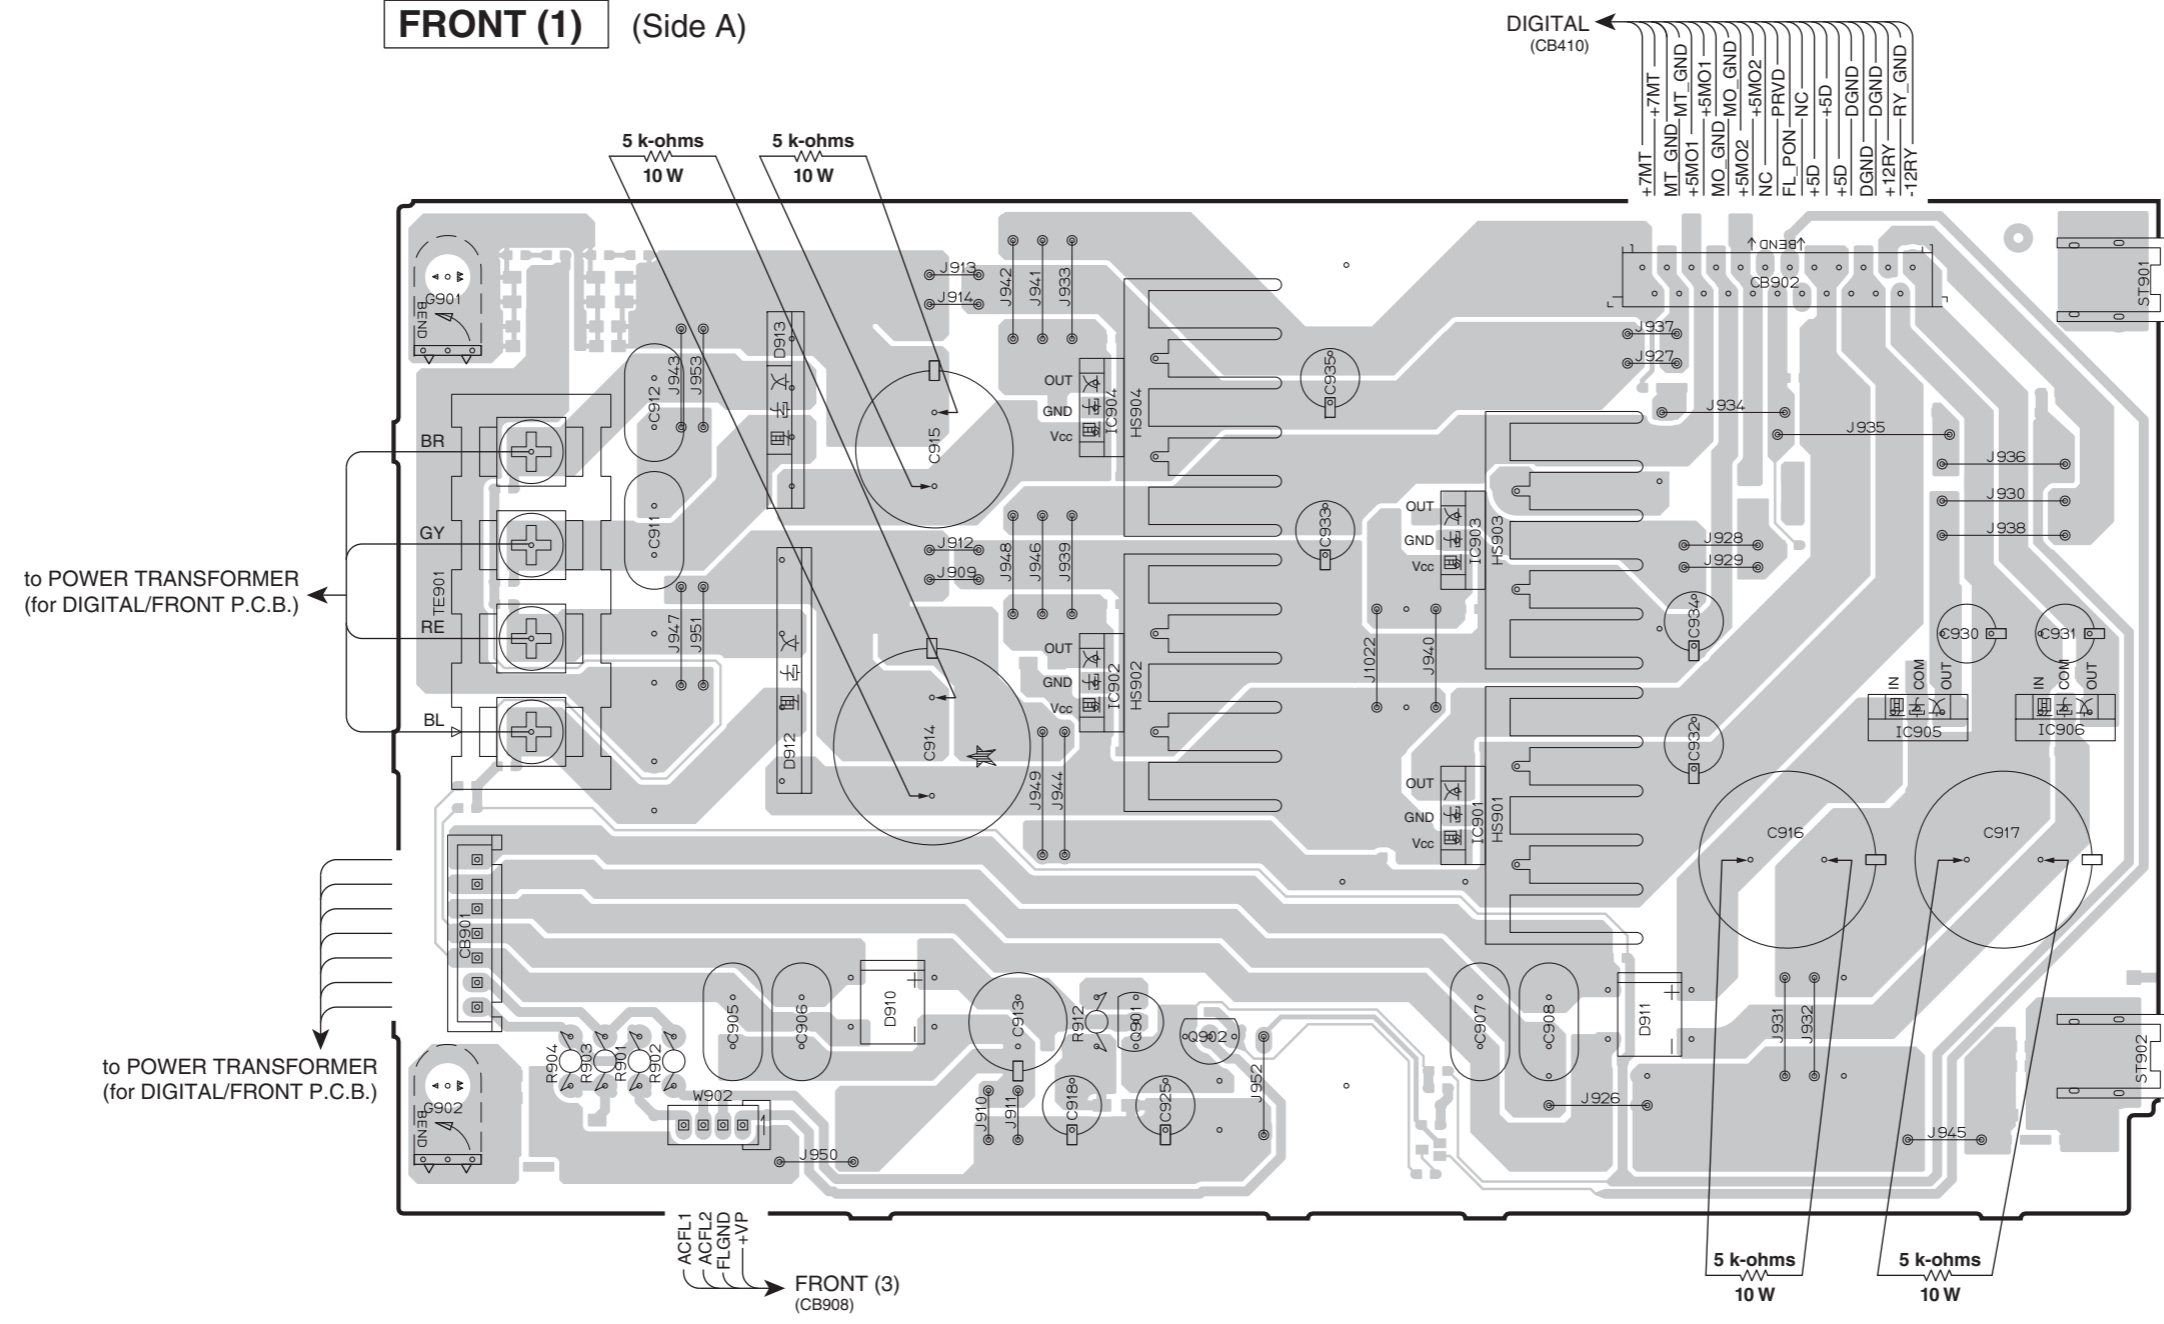 FRONT (1) (Side A)
DIGITAL
(CB410)
+7MT
+7MT
MT_GND
MT_GND
+5MO1
+5MO1
MO_GND
MO_GND
+5MO2
+5MO2
NC
PRVD
FL_PON
NC
+5D
+5D
+5D
DGND
DGND
DGND
+12RY
RY_GND
-12RY
5 k-ohms
10 W
5 k-ohms
10 W
BEND
CB902
ST901
G901
BEND
J913
J914
J942
J941
J933
J943
J953
C912
D913
C915
OUT
GND
Vcc
IC904
HS904
C935
J937
J927
J934
J935
J936
J930
J938
BR
GY
RE
BL
TE901
to POWER TRANSFORMER
(for DIGITAL/FRONT P.C.B.)
C911
J912
J909
J948
J946
J939
C933
OUT
GND
Vcc
IC903
HS903
J928
J929
J947
J951
D912
C914
OUT
GND
Vcc
IC902
HS902
J1022
J940
C934
C930
C931
IN
COM
OUT
IC905
IN
COM
OUT
IC906
J949
J944
OUT
GND
Vcc
IC901
HS901
C932
C916
C917
CB901
to POWER TRANSFORMER
(for DIGITAL/FRONT P.C.B.)
R904
R903
R901
R902
C905
C906
D910
C913
R912
Q901
Q902
J952
C907
C908
D911
J931
J932
ST902
G902
BEND
W902
1
J950
J910
J911
C918
C925
J926
J945
ACFL1
ACFL2
FLGND
+VP
FRONT (3)
(CB908)
5 k-ohms
10 W
5 k-ohms
10 W